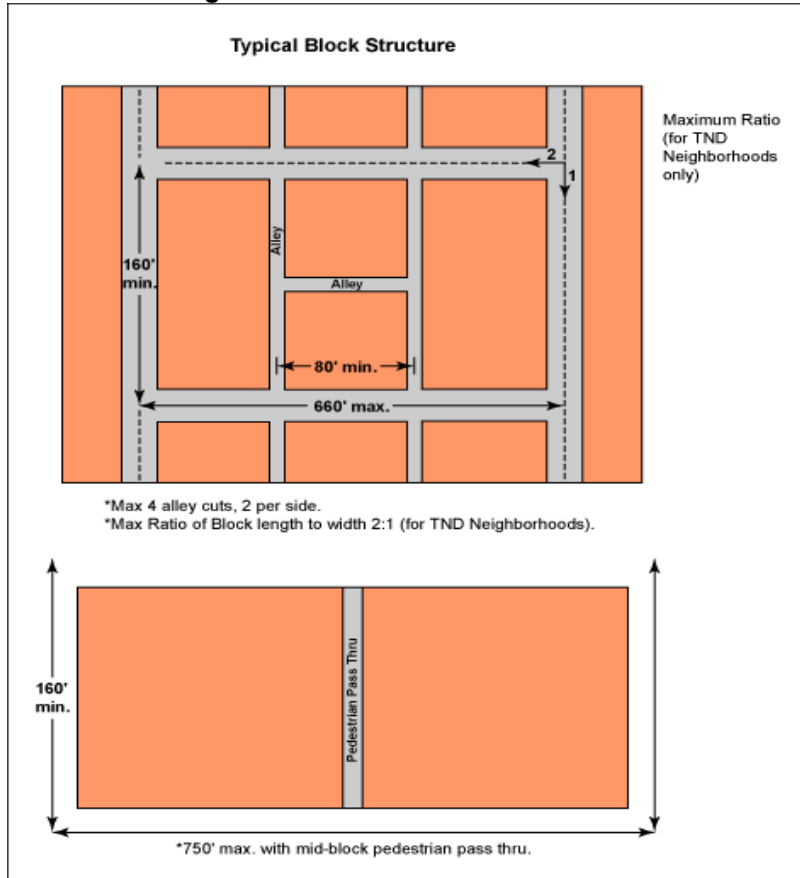 Typical Block Structure
Maximum Ratio
(for TND
Neighborhoods
only)
2
1
Alley
160'
min.
Alley
80' min.
660' max.
*Max 4 alley cuts, 2 per side.
*Max Ratio of Block length to width 2:1 (for TND Neighborhoods).
Pedestrian Pass Thru
160'
min.
*750' max. with mid-block pedestrian pass thru.